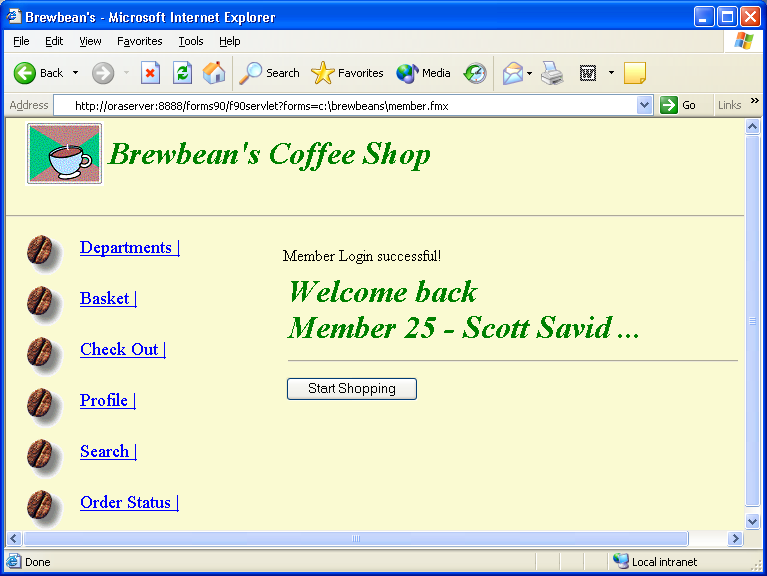 Brewbean's - Microsoft Internet Explorer
File Edit View Favorites Tools Help
Back Search Favorites Media
Address http://oraserver:8888/forms90/f90servlet?forms=c:\brewbeans\member.fmx Go Links »
Brewbean's Coffee Shop
Departments |
Member Login successful!
Welcome back
Basket |
Member 25 - Scott Savid ...
Check Out |
Start Shopping
Profile |
Search |
Order Status |
Done Local intranet